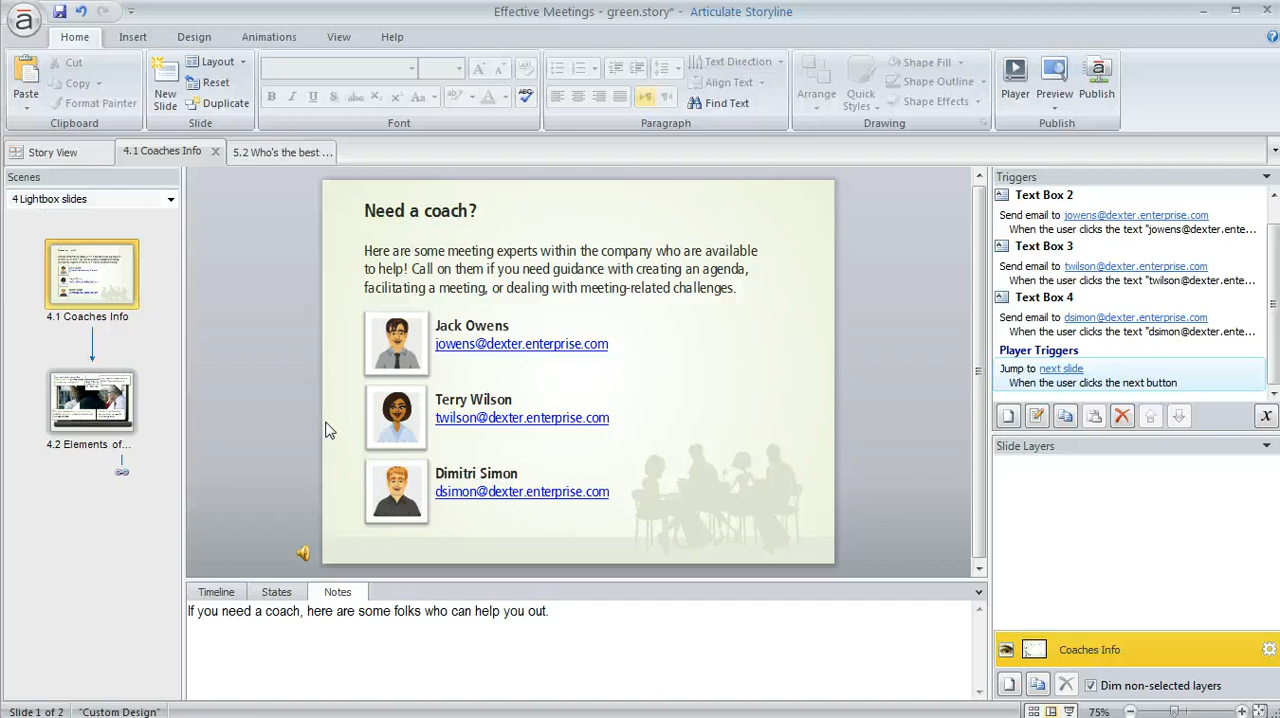 Effective Meetings - green.story* - Articulate Storyline
Home Insert Design Animations View Help
Paste
Cut
Copy
Format Painter
Clipboard
New Slide
Layout
Reset
Duplicate
Slide
Font
Text Direction
Align Text
Find Text
Paragraph
Arrange
Quick Styles
Shape Fill
Shape Outline
Shape Effects
Drawing
Player
Preview
Publish
Publish
Story View
4.1 Coaches Info
5.2 Who's the best ...
Scenes
4 Lightbox slides
4.1 Coaches Info
4.2 Elements of...
Need a coach?
Here are some meeting experts within the company who are available
to help! Call on them if you need guidance with creating an agenda,
facilitating a meeting, or dealing with meeting-related challenges.
Jack Owens
jowens@dexter.enterprise.com
Terry Wilson
twilson@dexter.enterprise.com
Dimitri Simon
dsimon@dexter.enterprise.com
Timeline States Notes
If you need a coach, here are some folks who can help you out.
Triggers
Text Box 2
Send email to jowens@dexter.enterprise.com
When the user clicks the text "jowens@dexter.ente...
Text Box 3
Send email to twilson@dexter.enterprise.com
When the user clicks the text "twilson@dexter.ente...
Text Box 4
Send email to dsimon@dexter.enterprise.com
When the user clicks the text "dsimon@dexter.ente...
Player Triggers
Jump to next slide
When the user clicks the next button
Slide Layers
Coaches Info
Dim non-selected layers
Slide 1 of 2 "Custom Design"
75%